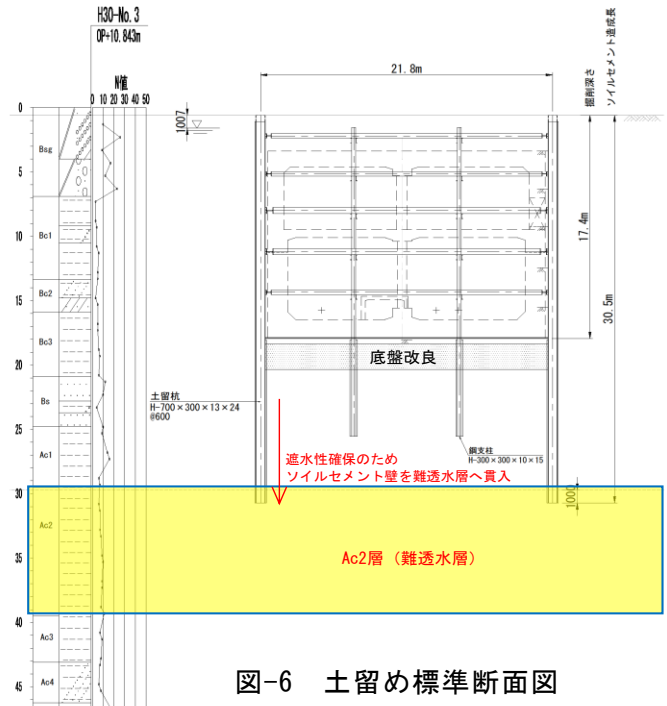 H30-No.3
OP+10.843m
N値
0 10 20 30 40 50
0
5
10
15
20
25
30
35
40
45
Bsg
Bc1
Bc2
Bc3
Bs
Ac1
Ac2
Ac3
Ac4
1007
21.8m
掘削深さ
ソイルセメント造成長
17.4m
30.5m
底盤改良
土留杭
H-700×300×13×24
@600
鋼支柱
H-300×300×10×15
遮水性確保のため
ソイルセメント壁を難透水層へ貫入
1000
Ac2層（難透水層）
図-6 土留め標準断面図